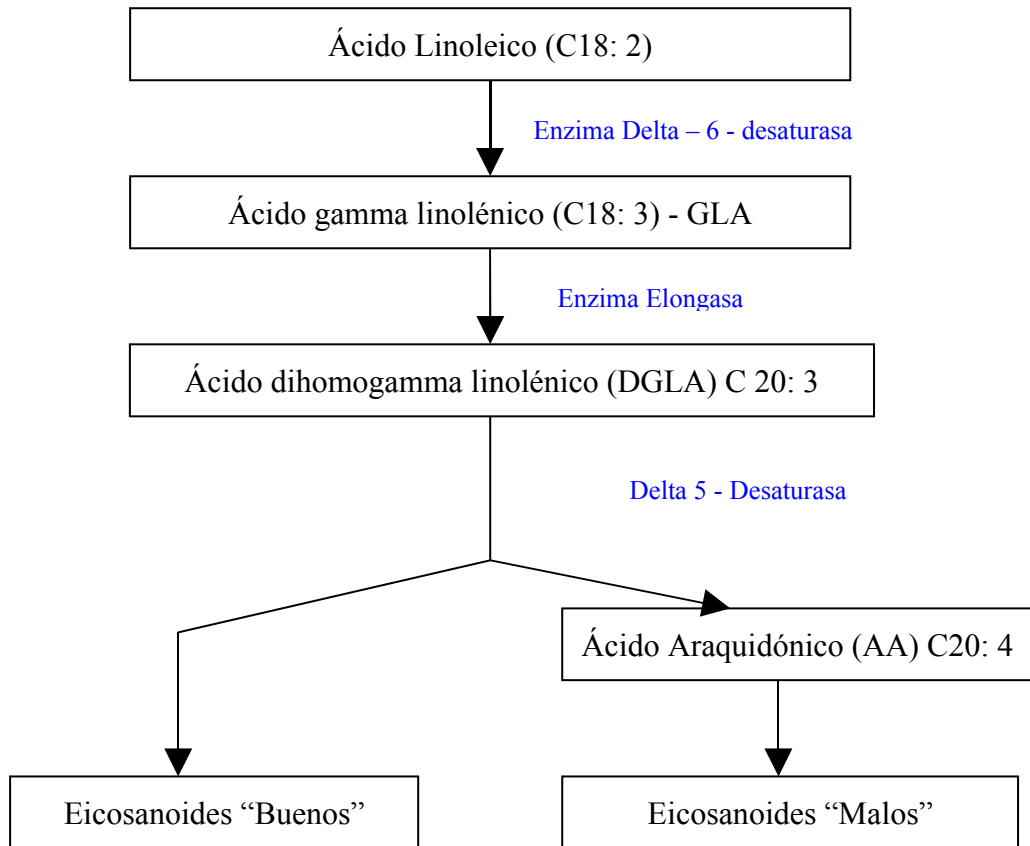 Ácido Linoleico (C18: 2)
Enzima Delta – 6 - desaturasa
Ácido gamma linolénico (C18: 3) - GLA
Enzima Elongasa
Ácido dihomogamma linolénico (DGLA) C 20: 3
Delta 5 - Desaturasa
Ácido Araquidónico (AA) C20: 4
Eicosanoides “Buenos”
Eicosanoides “Malos”